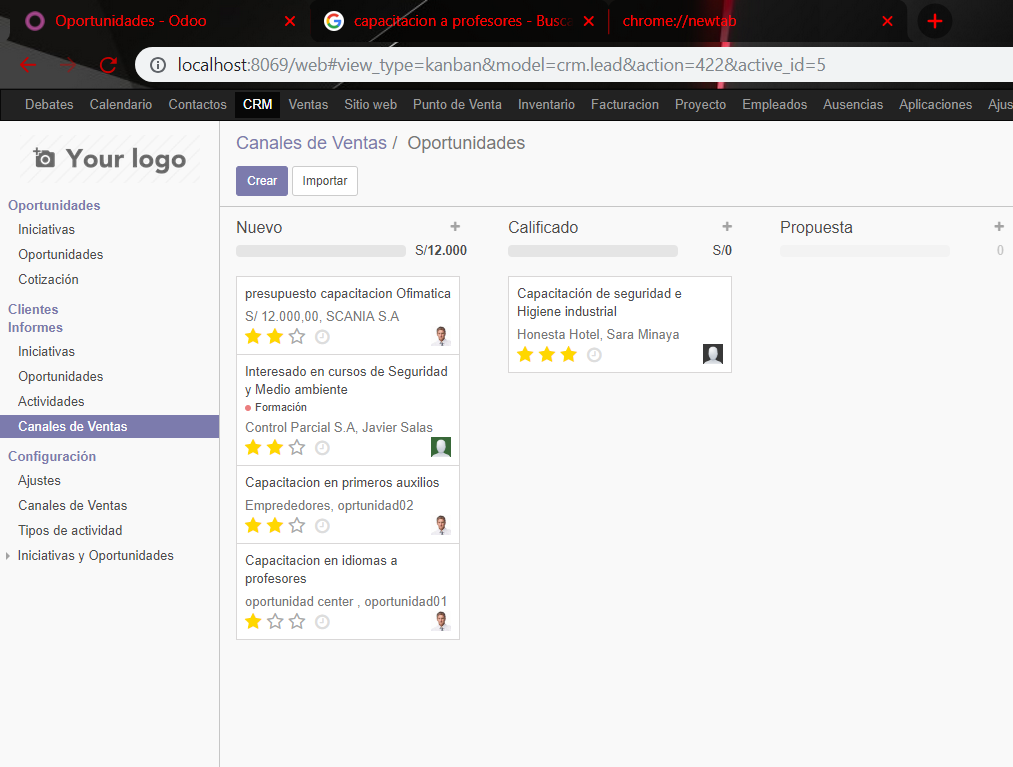 Oportunidades - Odoo
capacitacion a profesores - Busc
chrome://newtab
localhost:8069/web#view_type=kanban&model=crm.lead&action=422&active_id=5
Debates Calendario Contactos CRM Ventas Sitio web Punto de Venta Inventario Facturacion Proyecto Empleados Ausencias Aplicaciones Ajus
Your logo
Oportunidades
Iniciativas
Oportunidades
Cotización
Clientes
Informes
Iniciativas
Oportunidades
Actividades
Canales de Ventas
Configuración
Ajustes
Canales de Ventas
Tipos de actividad
Iniciativas y Oportunidades
Canales de Ventas / Oportunidades
Crear Importar
Nuevo
S/12.000
presupuesto capacitacion Ofimatica
S/ 12.000,00, SCANIA S.A
Interesado en cursos de Seguridad
y Medio ambiente
Formación
Control Parcial S.A, Javier Salas
Capacitacion en primeros auxilios
Emprededores, oprtunidad02
Capacitacion en idiomas a
profesores
oportunidad center , oportunidad01
Calificado
S/0
Capacitación de seguridad e
Higiene industrial
Honesta Hotel, Sara Minaya
Propuesta
0